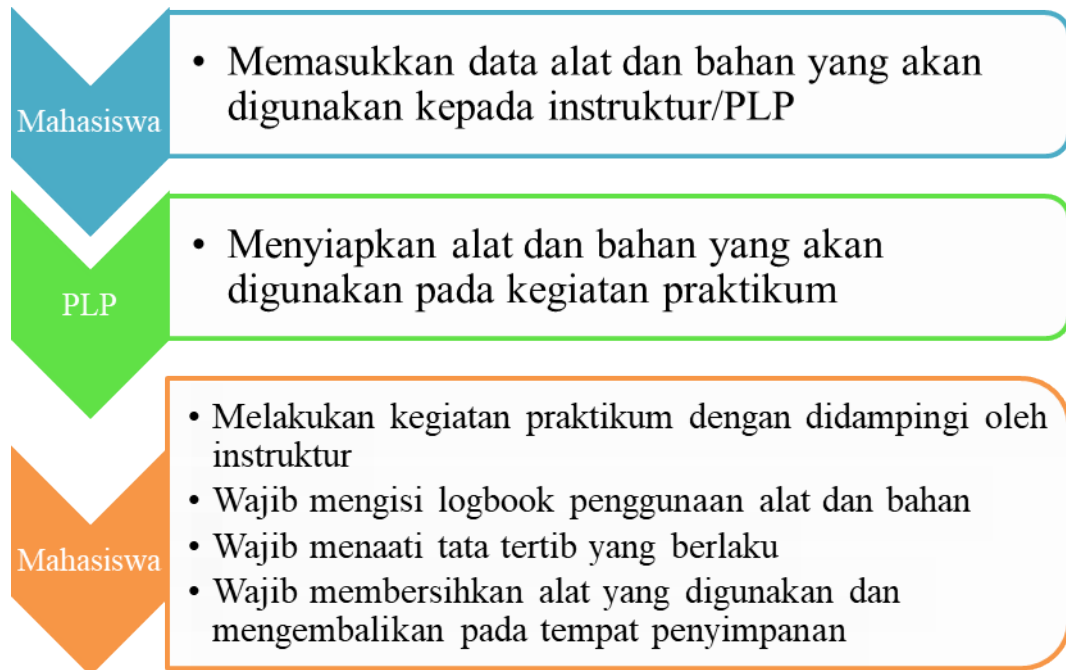 Mahasiswa
• Memasukkan data alat dan bahan yang akan
digunakan kepada instruktur/PLP
PLP
• Menyiapkan alat dan bahan yang akan
digunakan pada kegiatan praktikum
Mahasiswa
• Melakukan kegiatan praktikum dengan didampingi oleh
instruktur
• Wajib mengisi logbook penggunaan alat dan bahan
• Wajib menaati tata tertib yang berlaku
• Wajib membersihkan alat yang digunakan dan
mengembalikan pada tempat penyimpanan